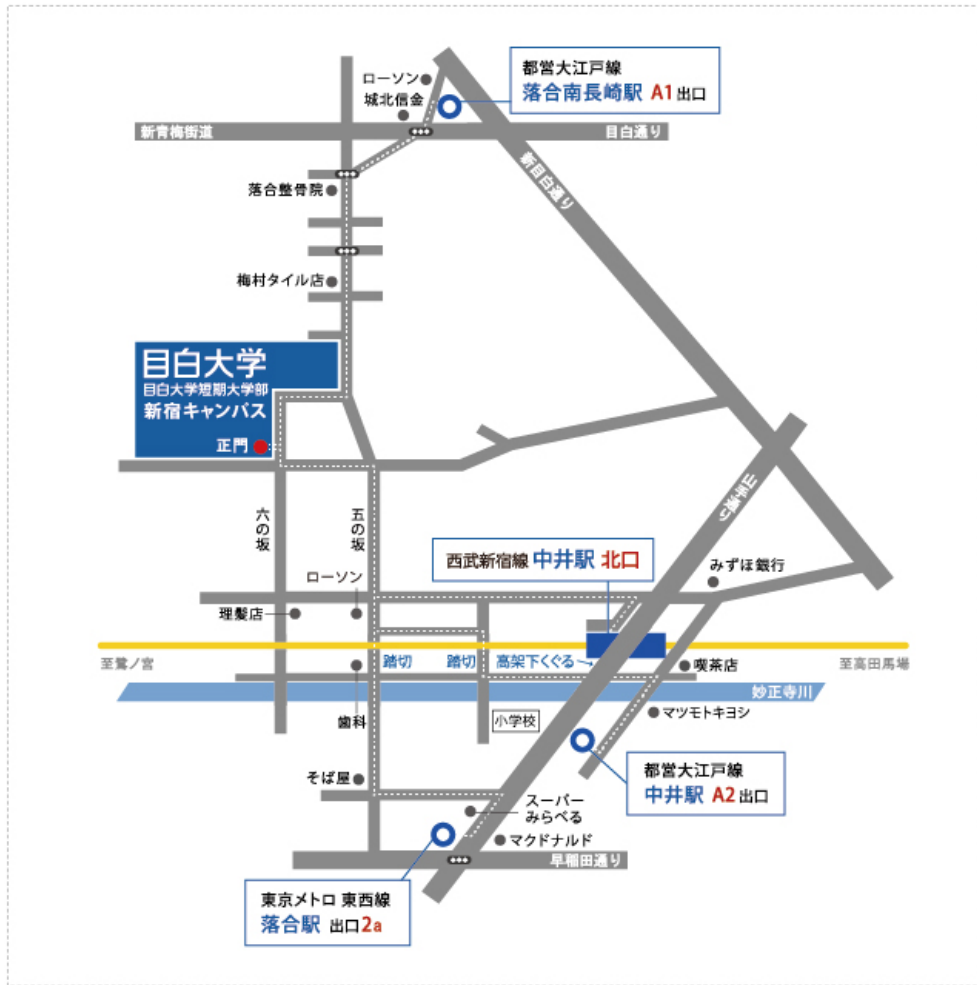 都営大江戸線
落合南長崎駅 A1 出口
ローソン
城北信金
新青梅街道
目白通り
新目白通り
落合整骨院
梅村タイル店
目白大学
目白大学短期大学部
新宿キャンパス
正門
六の坂
五の坂
山手通り
西武新宿線 中井駅 北口
みずほ銀行
ローソン
理髪店
至鷺ノ宮
踏切
踏切
高架下くぐる→
喫茶店
至高田馬場
妙正寺川
歯科
小学校
マツモトキヨシ
都営大江戸線
中井駅 A2 出口
そば屋
スーパー
みらべる
マクドナルド
早稲田通り
東京メトロ 東西線
落合駅 出口2a